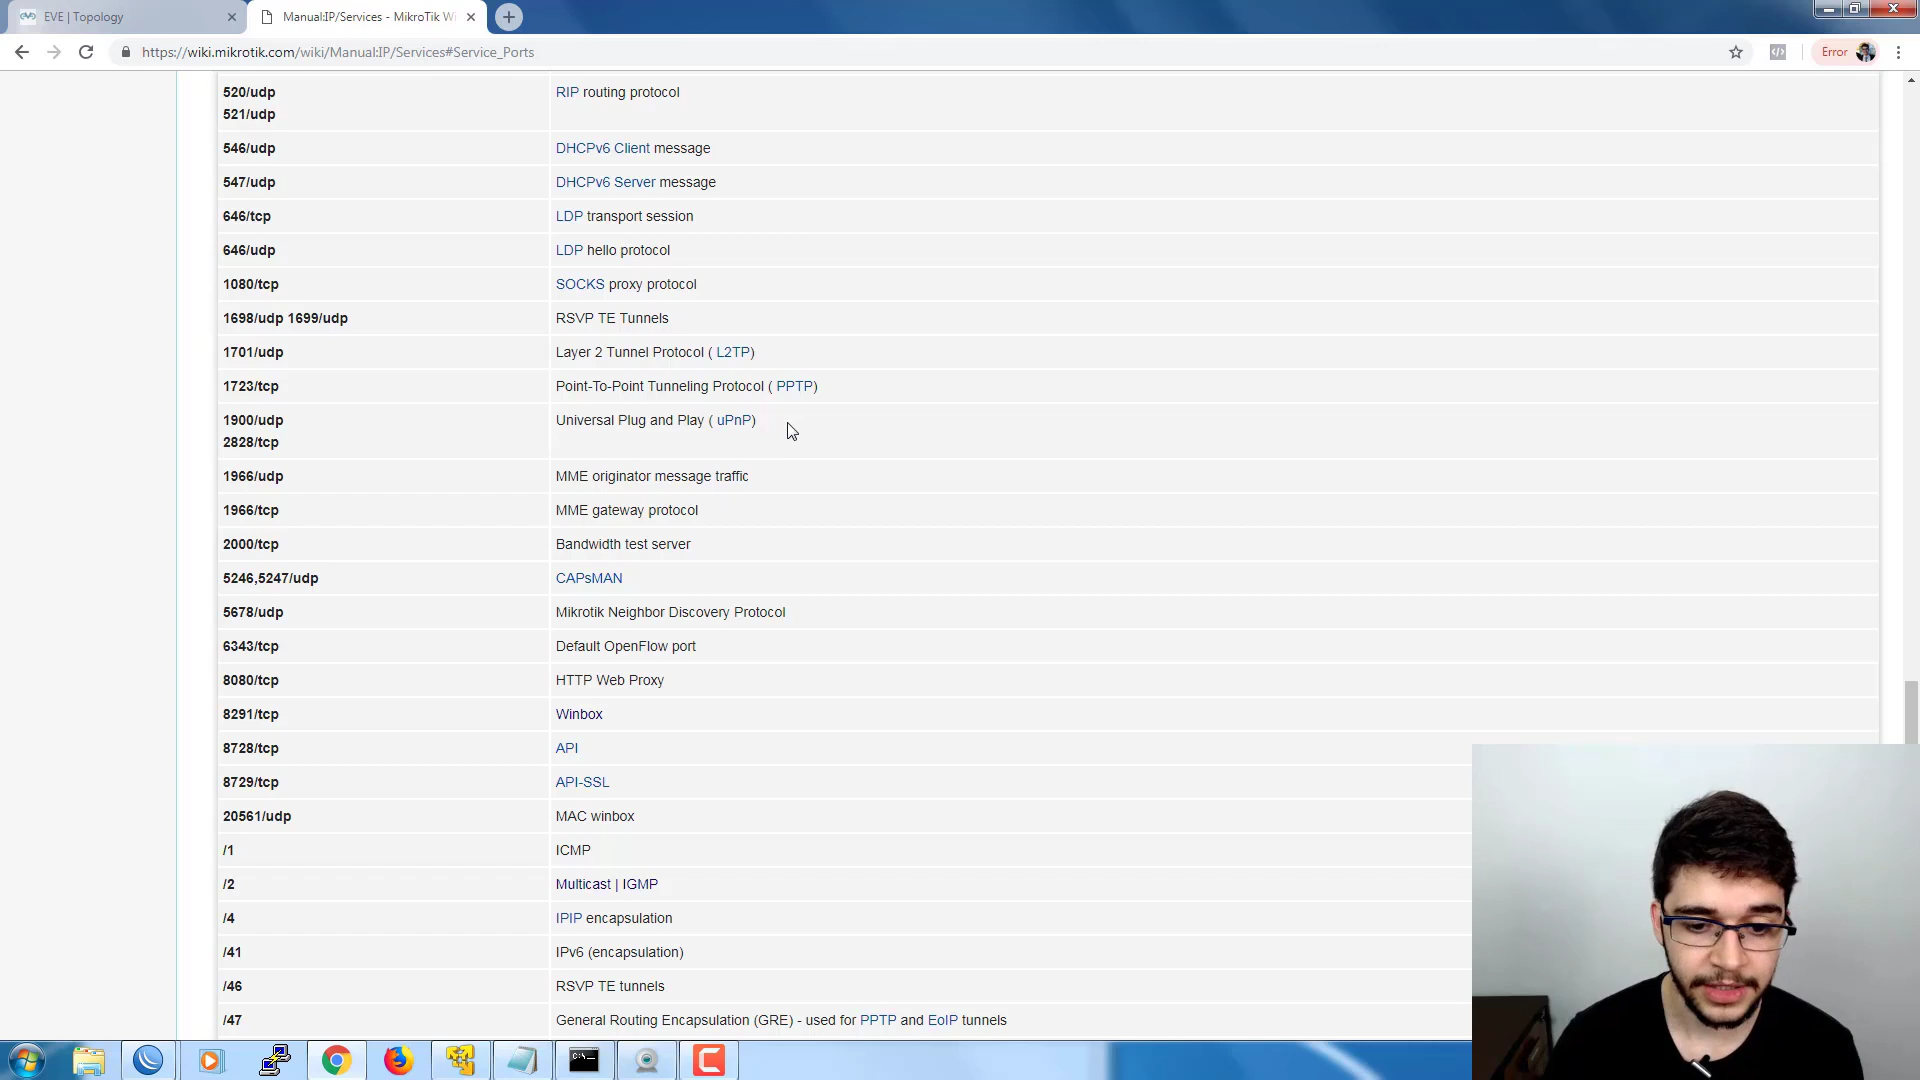 EVE | Topology
Manual:IP/Services - MikroTik Wi
https://wiki.mikrotik.com/wiki/Manual:IP/Services#Service_Ports
Error
520/udp
521/udp
RIP routing protocol
546/udp
DHCPv6 Client message
547/udp
DHCPv6 Server message
646/tcp
LDP transport session
646/udp
LDP hello protocol
1080/tcp
SOCKS proxy protocol
1698/udp 1699/udp
RSVP TE Tunnels
1701/udp
Layer 2 Tunnel Protocol ( L2TP)
1723/tcp
Point-To-Point Tunneling Protocol ( PPTP)
1900/udp
2828/tcp
Universal Plug and Play ( uPnP)
1966/udp
MME originator message traffic
1966/tcp
MME gateway protocol
2000/tcp
Bandwidth test server
5246,5247/udp
CAPsMAN
5678/udp
Mikrotik Neighbor Discovery Protocol
6343/tcp
Default OpenFlow port
8080/tcp
HTTP Web Proxy
8291/tcp
Winbox
8728/tcp
API
8729/tcp
API-SSL
20561/udp
MAC winbox
/1
ICMP
/2
Multicast | IGMP
/4
IPIP encapsulation
/41
IPv6 (encapsulation)
/46
RSVP TE tunnels
/47
General Routing Encapsulation (GRE) - used for PPTP and EoIP tunnels